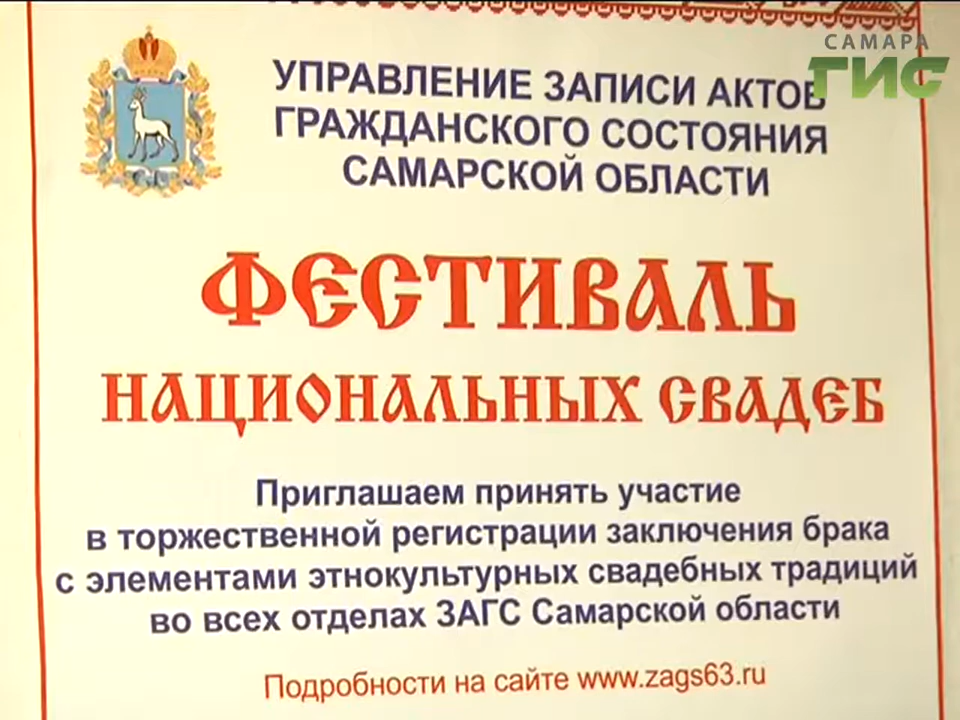 САМАРА
ГИС
УПРАВЛЕНИЕ ЗАПИСИ АКТОВ
ГРАЖДАНСКОГО СОСТОЯНИЯ
САМАРСКОЙ ОБЛАСТИ
ФЕСТИВАЛЬ
НАЦИОНАЛЬНЫХ СВАДЕБ
Приглашаем принять участие
в торжественной регистрации заключения брака
с элементами этнокультурных свадебных традиций
во всех отделах ЗАГС Самарской области
Подробности на сайте www.zags63.ru